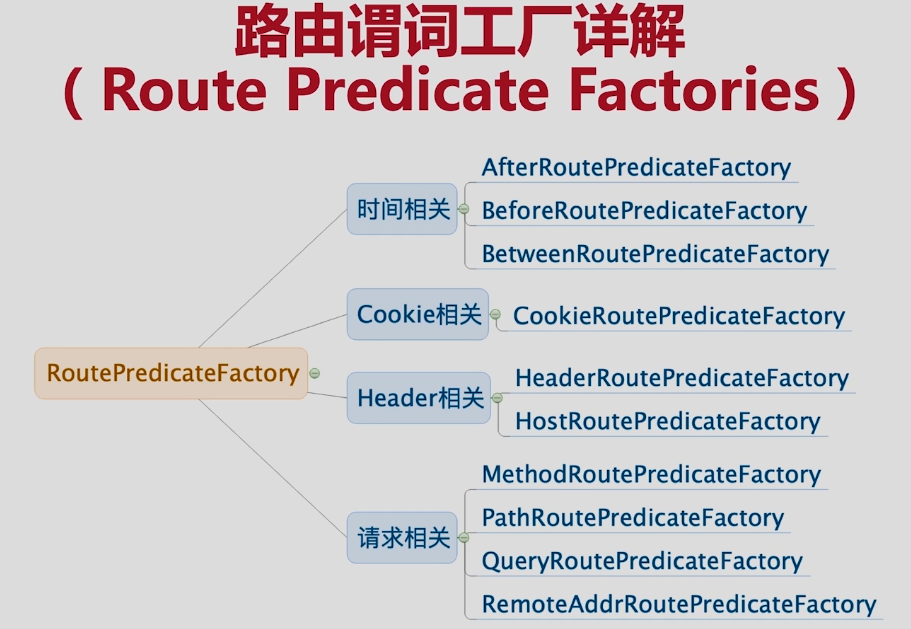 路由谓词工厂详解
（Route Predicate Factories）
RoutePredicateFactory
时间相关
AfterRoutePredicateFactory
BeforeRoutePredicateFactory
BetweenRoutePredicateFactory
Cookie相关
CookieRoutePredicateFactory
Header相关
HeaderRoutePredicateFactory
HostRoutePredicateFactory
请求相关
MethodRoutePredicateFactory
PathRoutePredicateFactory
QueryRoutePredicateFactory
RemoteAddrRoutePredicateFactory